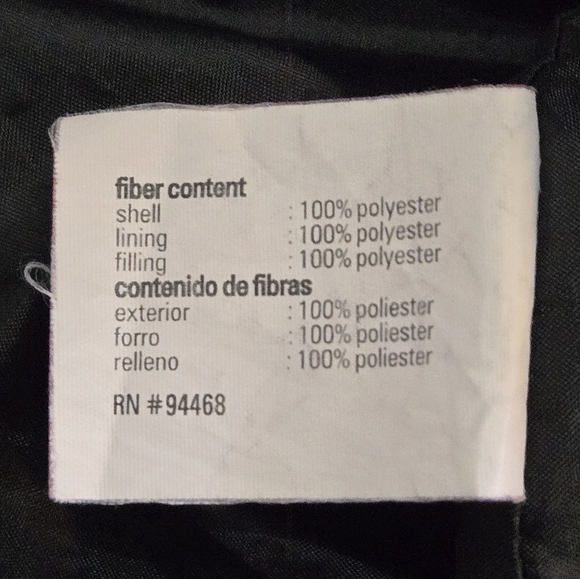 fiber content
shell : 100% polyester
lining : 100% polyester
filling : 100% polyester
contenido de fibras
exterior : 100% poliester
forro : 100% poliester
relleno : 100% poliester
RN #94468